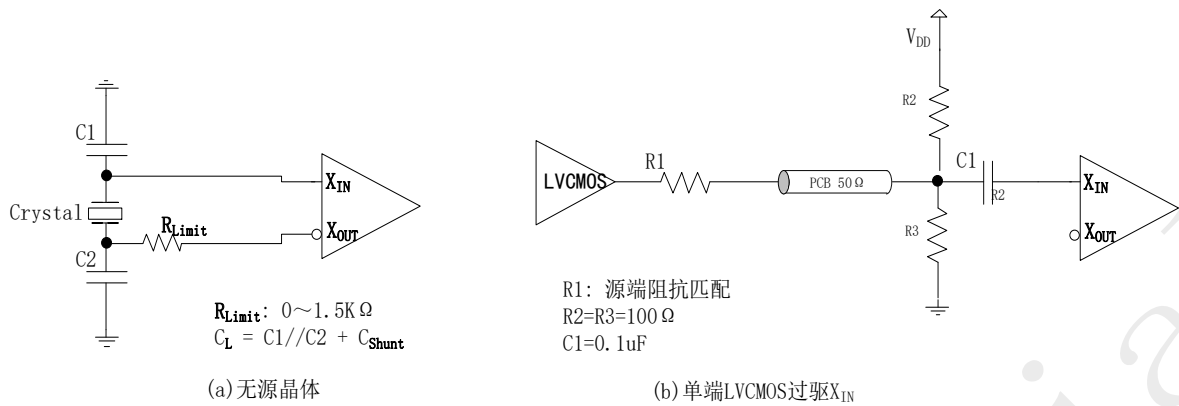 C1
Crystal
C2
R_Limit
X_IN
X_OUT
R_Limit: 0~1.5KΩ
C_L = C1//C2 + C_Shunt
(a)无源晶体
V_DD
R2
LVCMOS
R1
PCB 50Ω
C1
R2
R3
X_IN
X_OUT
R1: 源端阻抗匹配
R2=R3=100Ω
C1=0.1uF
(b)单端LVCMOS过驱X_IN